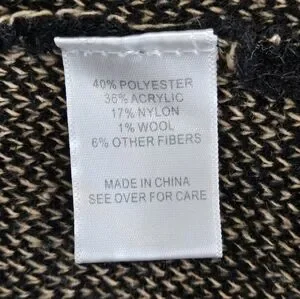 40% POLYESTER
36% ACRYLIC
17% NYLON
1% WOOL
6% OTHER FIBERS
MADE IN CHINA
SEE OVER FOR CARE